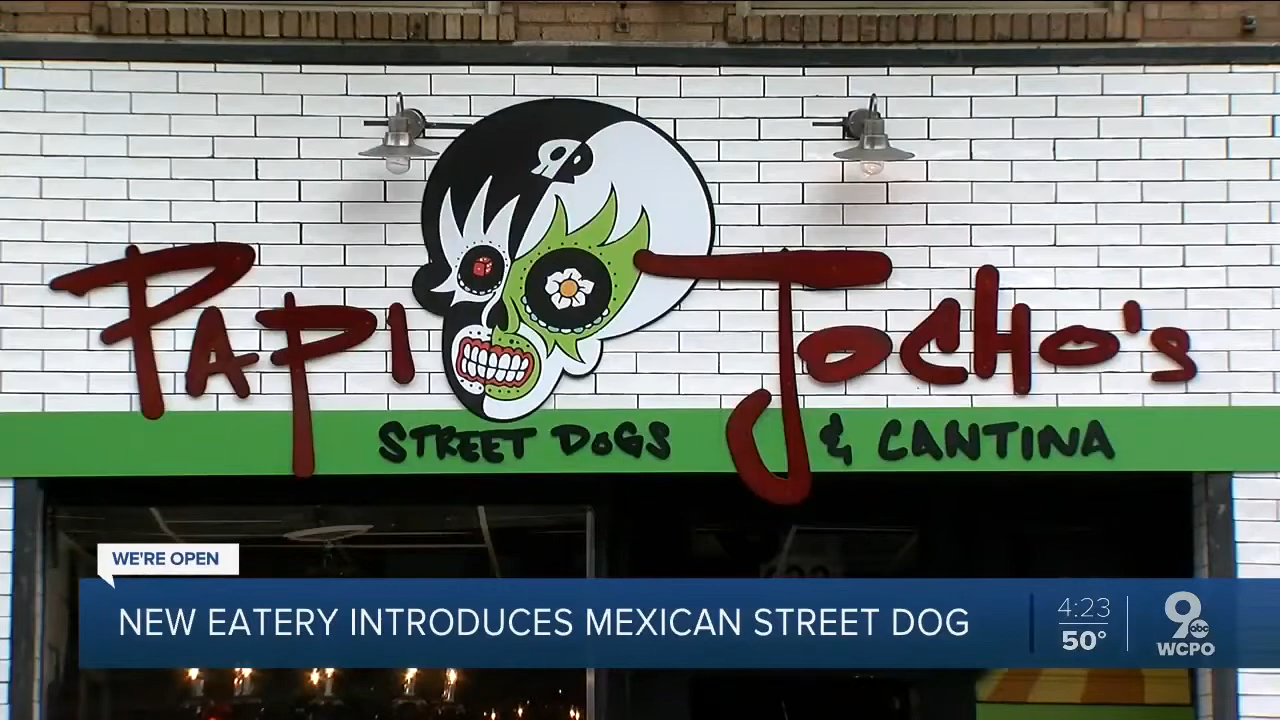 PAPI JOCHO'S
STREET DOGS & CANTINA
WE'RE OPEN
NEW EATERY INTRODUCES MEXICAN STREET DOG
4:23
50°
9
abc
WCPO